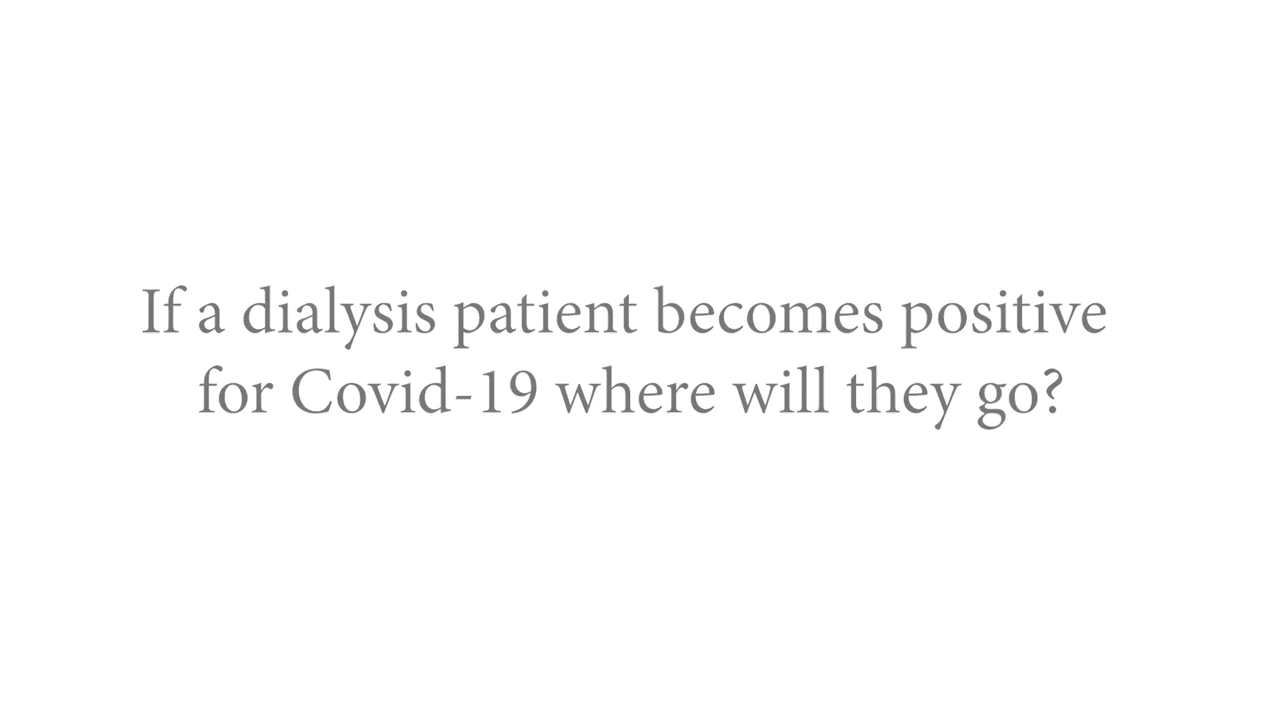 If a dialysis patient becomes positive
for Covid-19 where will they go?